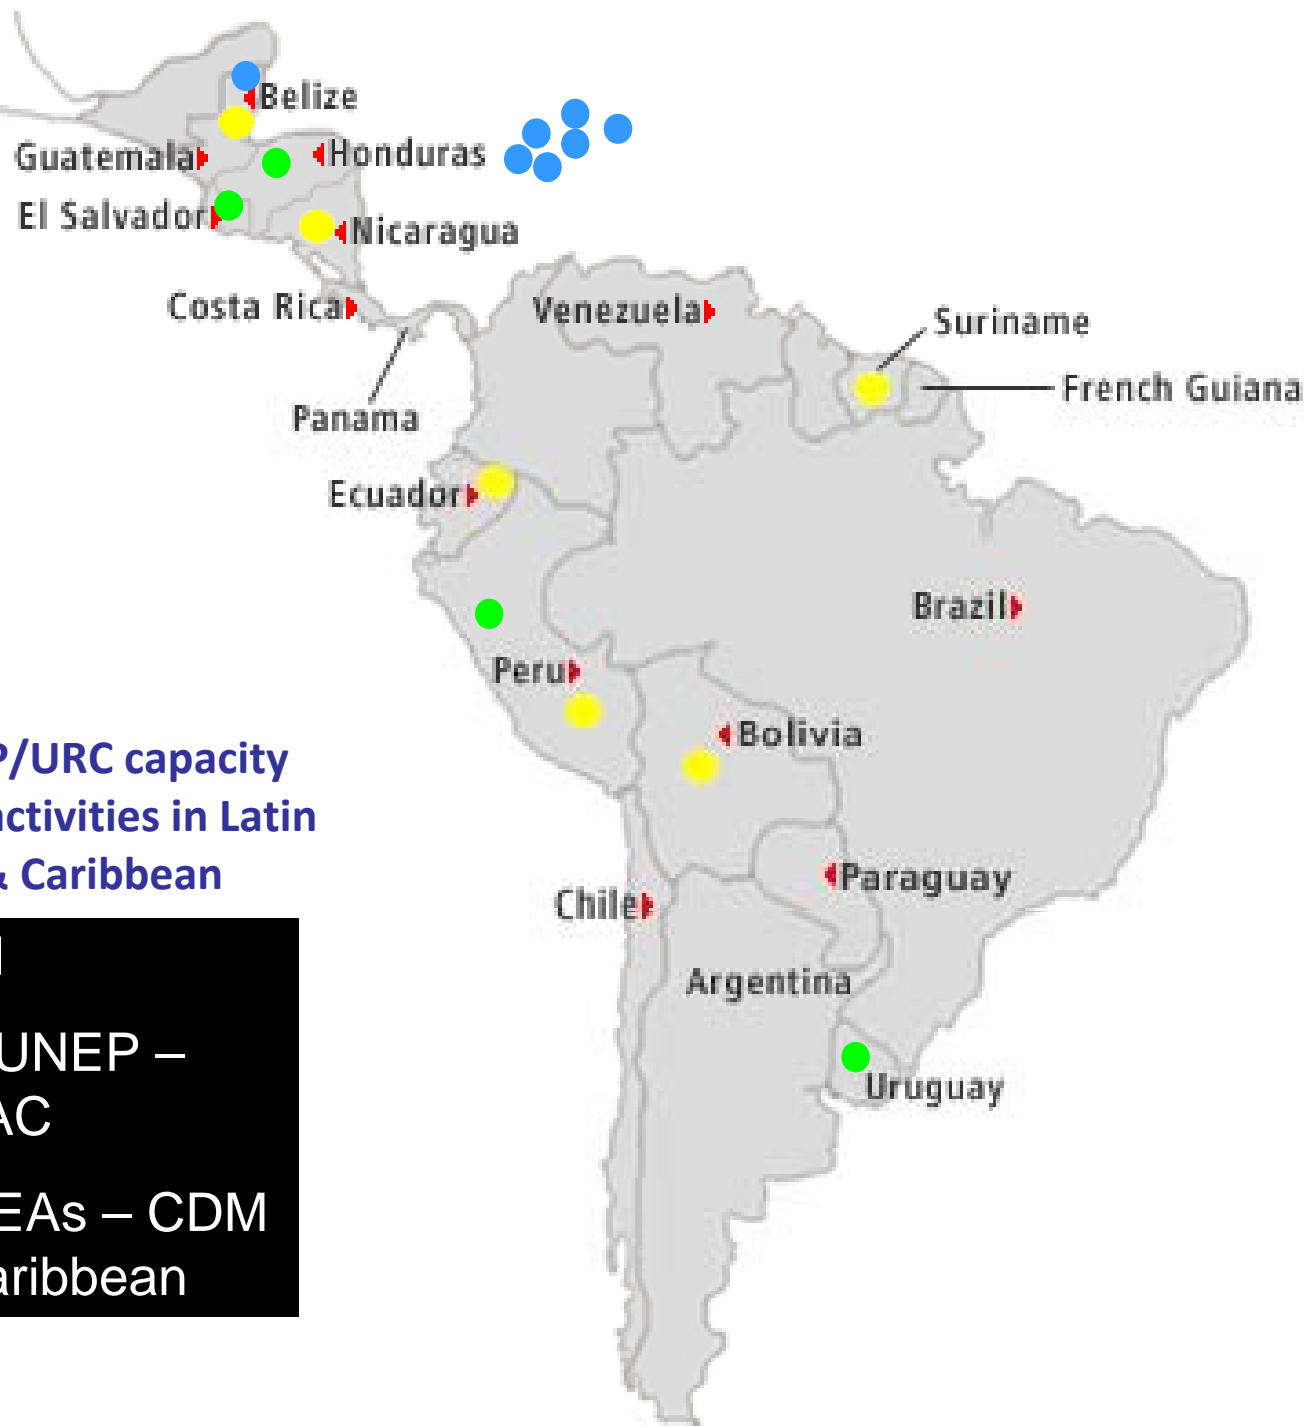 Belize
Guatemala
Honduras
El Salvador
Nicaragua
Costa Rica
Venezuela
Suriname
French Guiana
Panama
Ecuador
Brazil
Peru
Bolivia
P/URC capacity
activities in Latin
& Caribbean
Paraguay
Chile
Argentina
UNEP –
AC
EAs – CDM
aribbean
Uruguay